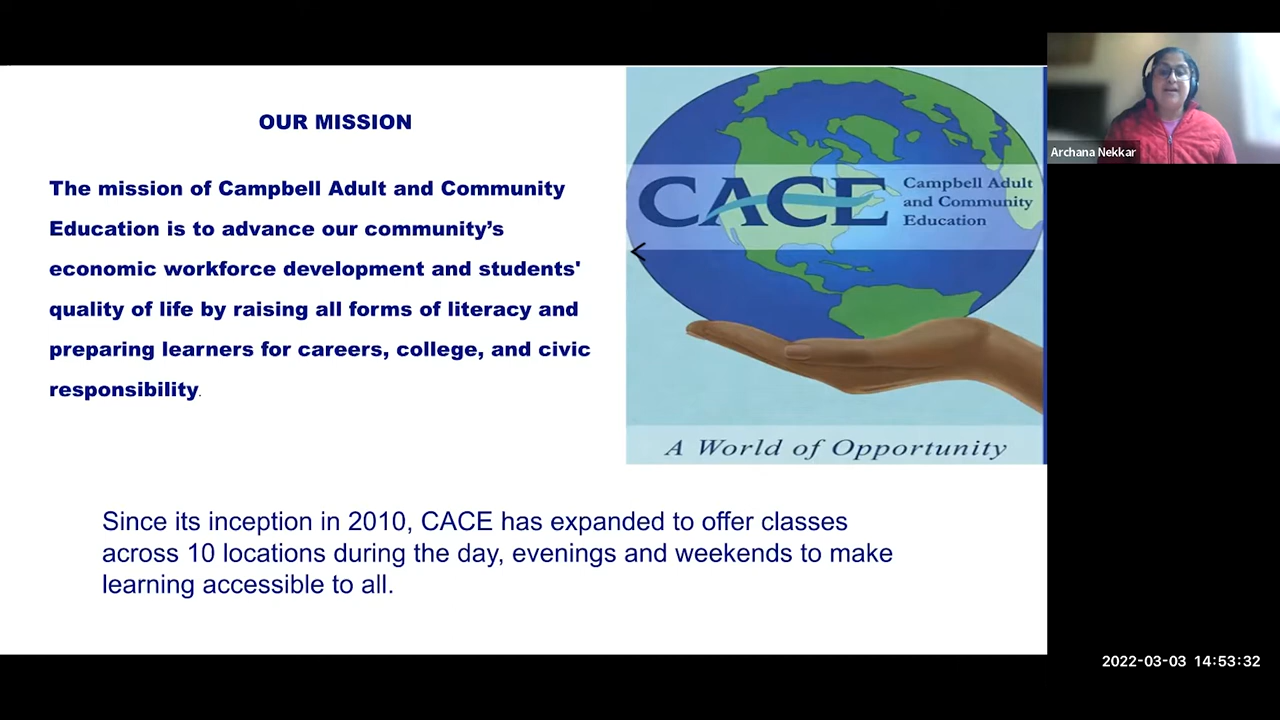 OUR MISSION
The mission of Campbell Adult and Community
Education is to advance our community’s
economic workforce development and students'
quality of life by raising all forms of literacy and
preparing learners for careers, college, and civic
responsibility.
CACE
Campbell Adult
and Community
Education
A World of Opportunity
Since its inception in 2010, CACE has expanded to offer classes
across 10 locations during the day, evenings and weekends to make
learning accessible to all.
Archana Nekkar
2022-03-03 14:53:32